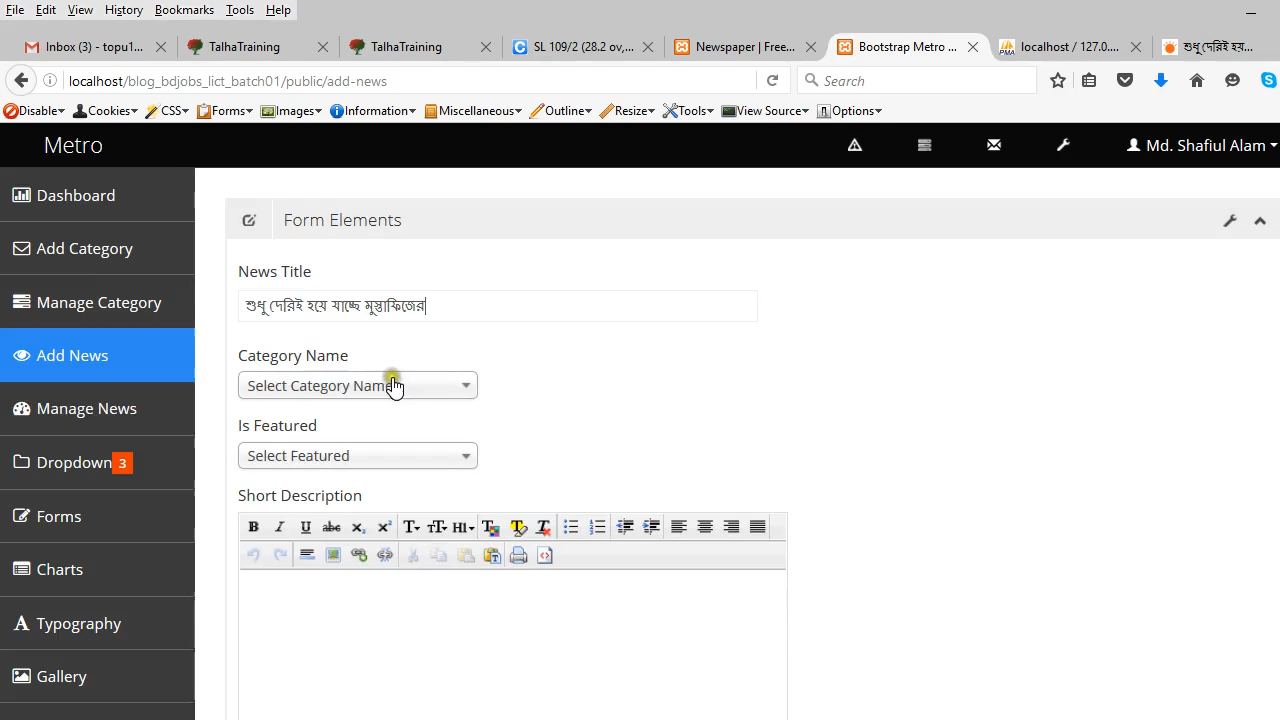 File Edit View History Bookmarks Tools Help
Inbox (3) - topu1... TalhaTraining TalhaTraining SL 109/2 (28.2 ov,... Newspaper | Free... Bootstrap Metro ... localhost / 127.0.... শুধু দেরিই হয়...
localhost/blog_bdjobs_lict_batch01/public/add-news Search
Disable Cookies CSS Forms Images Information Miscellaneous Outline Resize Tools View Source Options
Metro Md. Shafiul Alam
Dashboard
Add Category
Manage Category
Add News
Manage News
Dropdown 3
Forms
Charts
Typography
Gallery
Form Elements
News Title
শুধু দেরিই হয়ে যাচ্ছে মুস্তাফিজের
Category Name
Select Category Name
Is Featured
Select Featured
Short Description